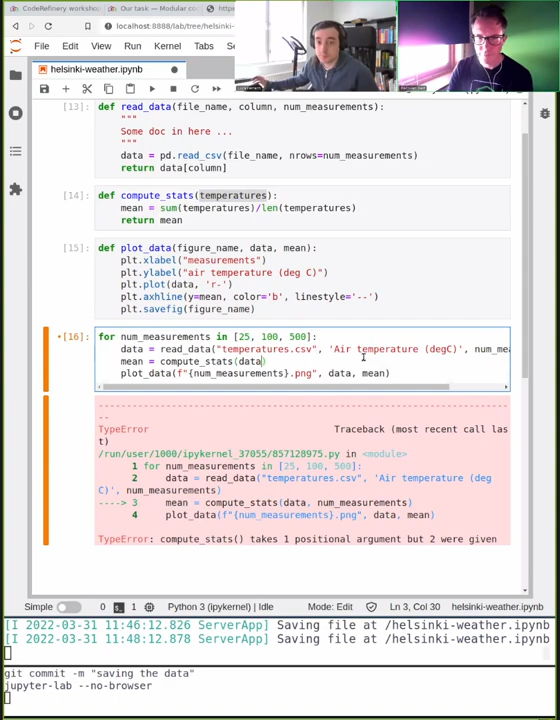 CodeRefinery workshop
Our task — Modular co
http
localhost:8888/lab/tree/helsinki-
File Edit View Run Kernel
helsinki-weather.ipynb
[13]:
def read_data(file_name, column, num_measurements):
"""
Some doc in here ...
"""
data = pd.read_csv(file_name, nrows=num_measurements)
return data[column]
[14]:
def compute_stats(temperatures):
mean = sum(temperatures)/len(temperatures)
return mean
[15]:
def plot_data(figure_name, data, mean):
plt.xlabel("measurements")
plt.ylabel("air temperature (deg C)")
plt.plot(data, 'r-')
plt.axhline(y=mean, color='b', linestyle='--')
plt.savefig(figure_name)
[16]:
for num_measurements in [25, 100, 500]:
data = read_data("temperatures.csv", 'Air temperature (degC)', num_mea
mean = compute_stats(data)
plot_data(f"{num_measurements}.png", data, mean)
---------------------------------------------------------------------------
TypeError Traceback (most recent call las
t)
/run/user/1000/ipykernel_37055/857128975.py in <module>
1 for num_measurements in [25, 100, 500]:
2 data = read_data("temperatures.csv", 'Air temperature (deg
C)', num_measurements)
----> 3 mean = compute_stats(data, num_measurements)
4 plot_data(f"{num_measurements}.png", data, mean)
TypeError: compute_stats() takes 1 positional argument but 2 were given
Simple 0 1 Python 3 (ipykernel) | Idle Mode: Edit Ln 3, Col 30 helsinki-weather.ipynb
[I 2022-03-31 11:46:12.826 ServerApp] Saving file at /helsinki-weather.ipynb
[I 2022-03-31 11:48:12.878 ServerApp] Saving file at /helsinki-weather.ipynb
git commit -m "saving the data"
jupyter-lab --no-browser